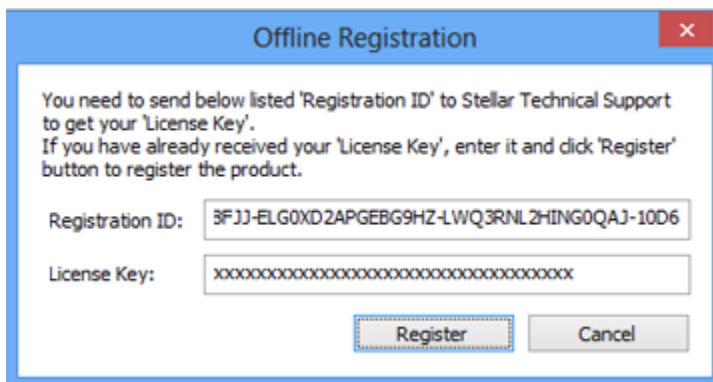 Offline Registration
You need to send below listed 'Registration ID' to Stellar Technical Support
to get your 'License Key'.
If you have already received your 'License Key', enter it and click 'Register'
button to register the product.
Registration ID: 3FJJ-ELG0XD2APGEBG9HZ-LWQ3RNL2HING0QAJ-10D6
License Key: xxxxxxxxxxxxxxxxxxxxxxxxxxxxxxxxxx
Register Cancel